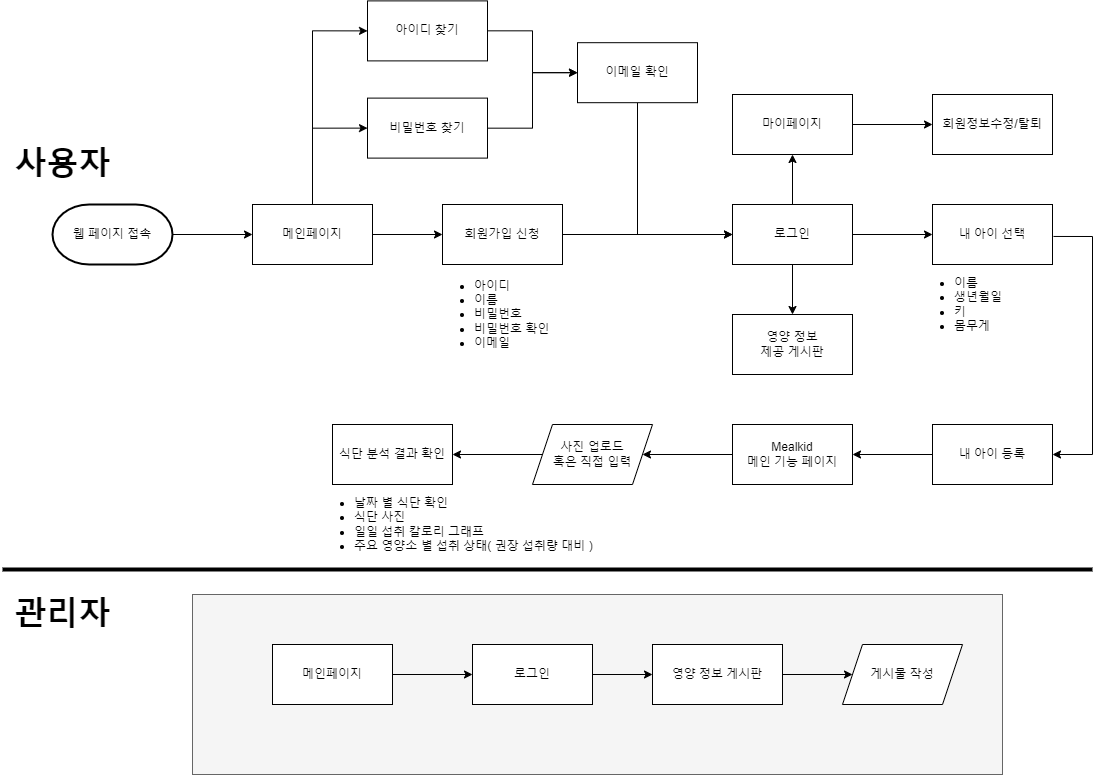 아이디 찾기
이메일 확인
비밀번호 찾기
마이페이지
회원정보수정/탈퇴
사용자
웹 페이지 접속
메인페이지
회원가입 신청
로그인
내 아이 선택
아이디
이름
비밀번호
비밀번호 확인
이메일
이름
생년월일
키
몸무게
영양 정보
제공 게시판
식단 분석 결과 확인
사진 업로드
혹은 직접 입력
Mealkid
메인 기능 페이지
내 아이 등록
날짜 별 식단 확인
식단 사진
일일 섭취 칼로리 그래프
주요 영양소 별 섭취 상태( 권장 섭취량 대비 )
관리자
메인페이지
로그인
영양 정보 게시판
게시물 작성